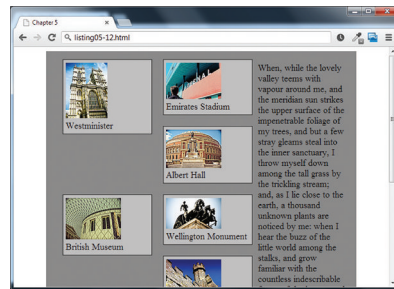 Chapter 5
listing05-12.html
Westminister
Emirates Stadium
Albert Hall
British Museum
Wellington Monument
When, while the lovely
valley teems with
vapour around me, and
the meridian sun strikes
the upper surface of the
impenetrable foliage of
my trees, and but a few
stray gleams steal into
the inner sanctuary, I
throw myself down
among the tall grass by
the trickling stream;
and, as I lie close to the
earth, a thousand
unknown plants are
noticed by me: when I
hear the buzz of the
little world among the
stalks, and grow
familiar with the
countless indescribable